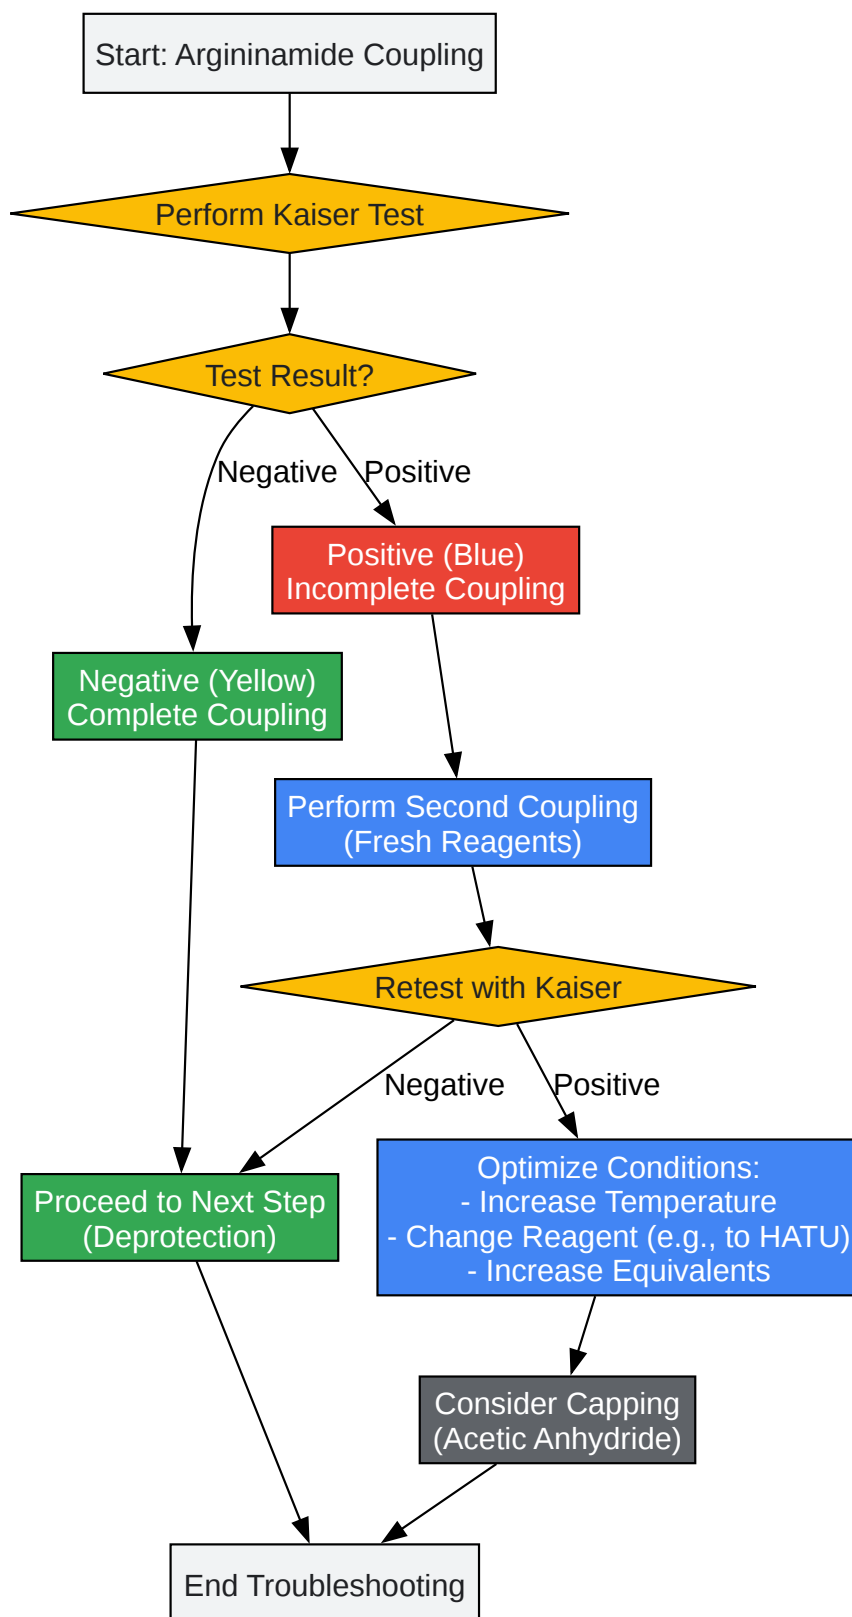 Start: Argininamide Coupling
Perform Kaiser Test
Test Result?
Negative
Positive
Positive (Blue)
Incomplete Coupling
Negative (Yellow)
Complete Coupling
Perform Second Coupling
(Fresh Reagents)
Retest with Kaiser
Negative
Positive
Optimize Conditions:
- Increase Temperature
- Change Reagent (e.g., to HATU)
- Increase Equivalents
Proceed to Next Step
(Deprotection)
Consider Capping
(Acetic Anhydride)
End Troubleshooting